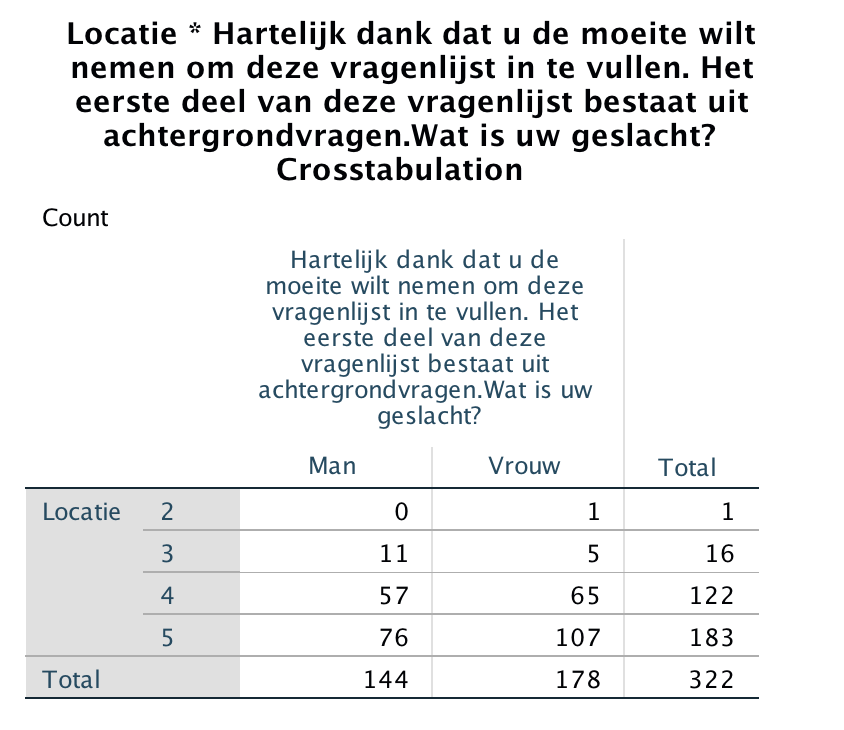 Locatie * Hartelijk dank dat u de moeite wilt
nemen om deze vragenlijst in te vullen. Het
eerste deel van deze vragenlijst bestaat uit
achtergrondvragen.Wat is uw geslacht?
Crosstabulation
Count
Hartelijk dank dat u de
moeite wilt nemen om deze
vragenlijst in te vullen. Het
eerste deel van deze
vragenlijst bestaat uit
achtergrondvragen.Wat is uw
geslacht?
Man Vrouw Total
Locatie 2 0 1 1
3 11 5 16
4 57 65 122
5 76 107 183
Total 144 178 322